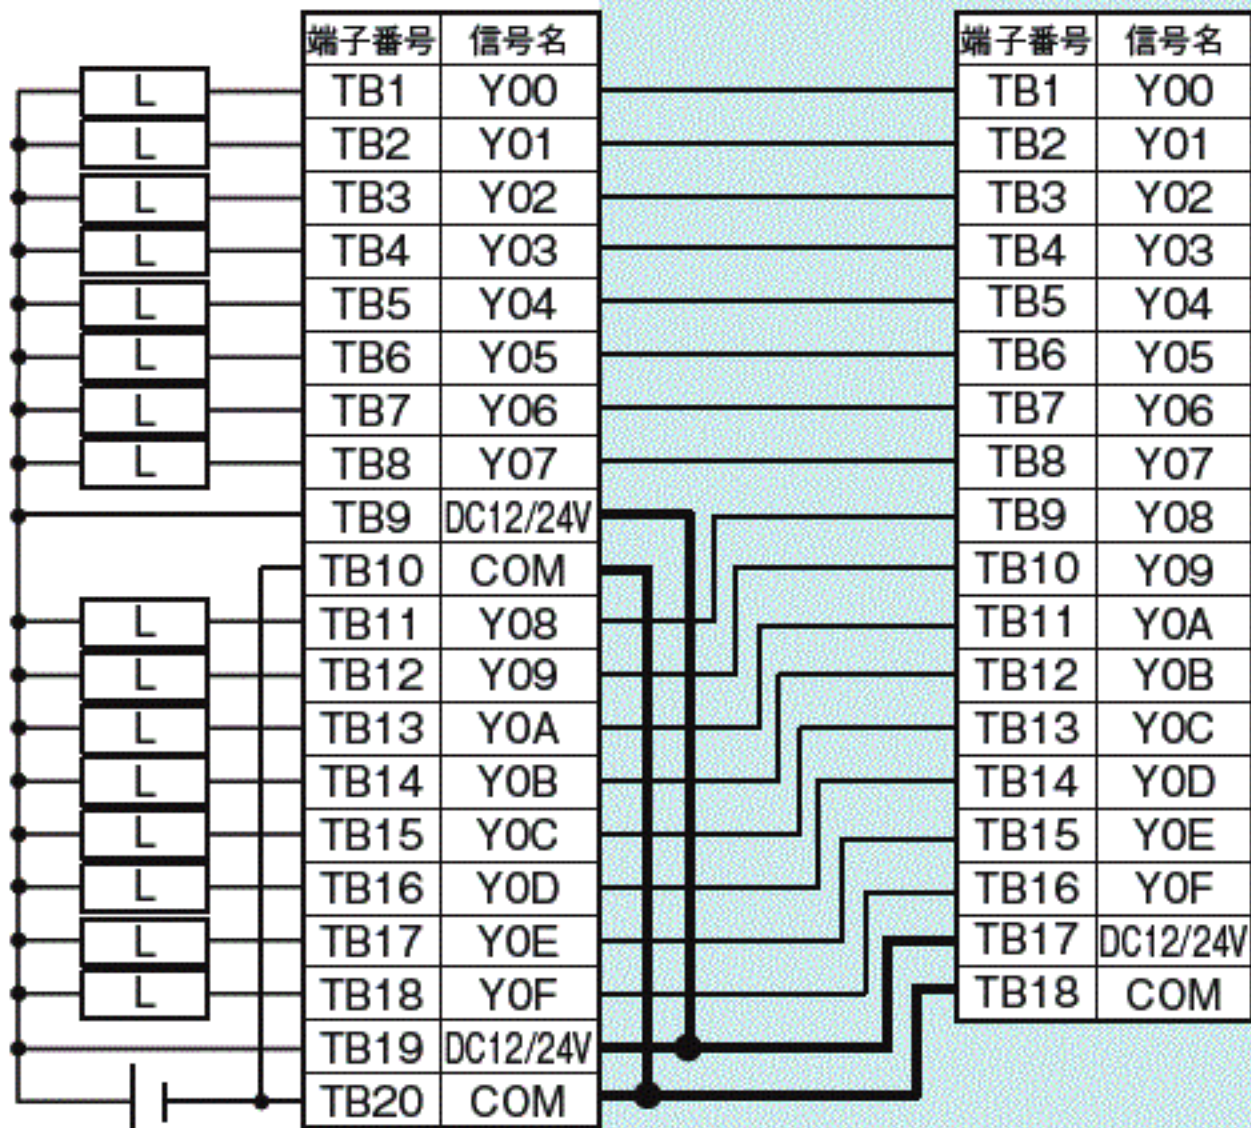 端子番号 信号名 端子番号 信号名
L TB1 Y00 TB1 Y00
L TB2 Y01 TB2 Y01
L TB3 Y02 TB3 Y02
L TB4 Y03 TB4 Y03
L TB5 Y04 TB5 Y04
L TB6 Y05 TB6 Y05
L TB7 Y06 TB7 Y06
L TB8 Y07 TB8 Y07
TB9 DC12/24V TB9 Y08
TB10 COM TB10 Y09
L TB11 Y08 TB11 Y0A
L TB12 Y09 TB12 Y0B
L TB13 Y0A TB13 Y0C
L TB14 Y0B TB14 Y0D
L TB15 Y0C TB15 Y0E
L TB16 Y0D TB16 Y0F
L TB17 Y0E TB17 DC12/24V
L TB18 Y0F TB18 COM
TB19 DC12/24V
TB20 COM